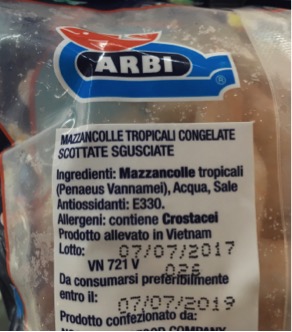 ARBI
®
MAZZANCOLLE TROPICALI CONGELATE
SCOTTATE SGUSCIATE
Ingredienti: Mazzancolle tropicali
(Penaeus Vannamei), Acqua, Sale
Antiossidanti: E330.
Allergeni: contiene Crostacei
Prodotto allevato in Vietnam
Lotto: 07/07/2017
VN 721 V 026
Da consumarsi preferibilmente
entro il: 07/07/2019
Prodotto confezionato da:
FOOD COMPANY